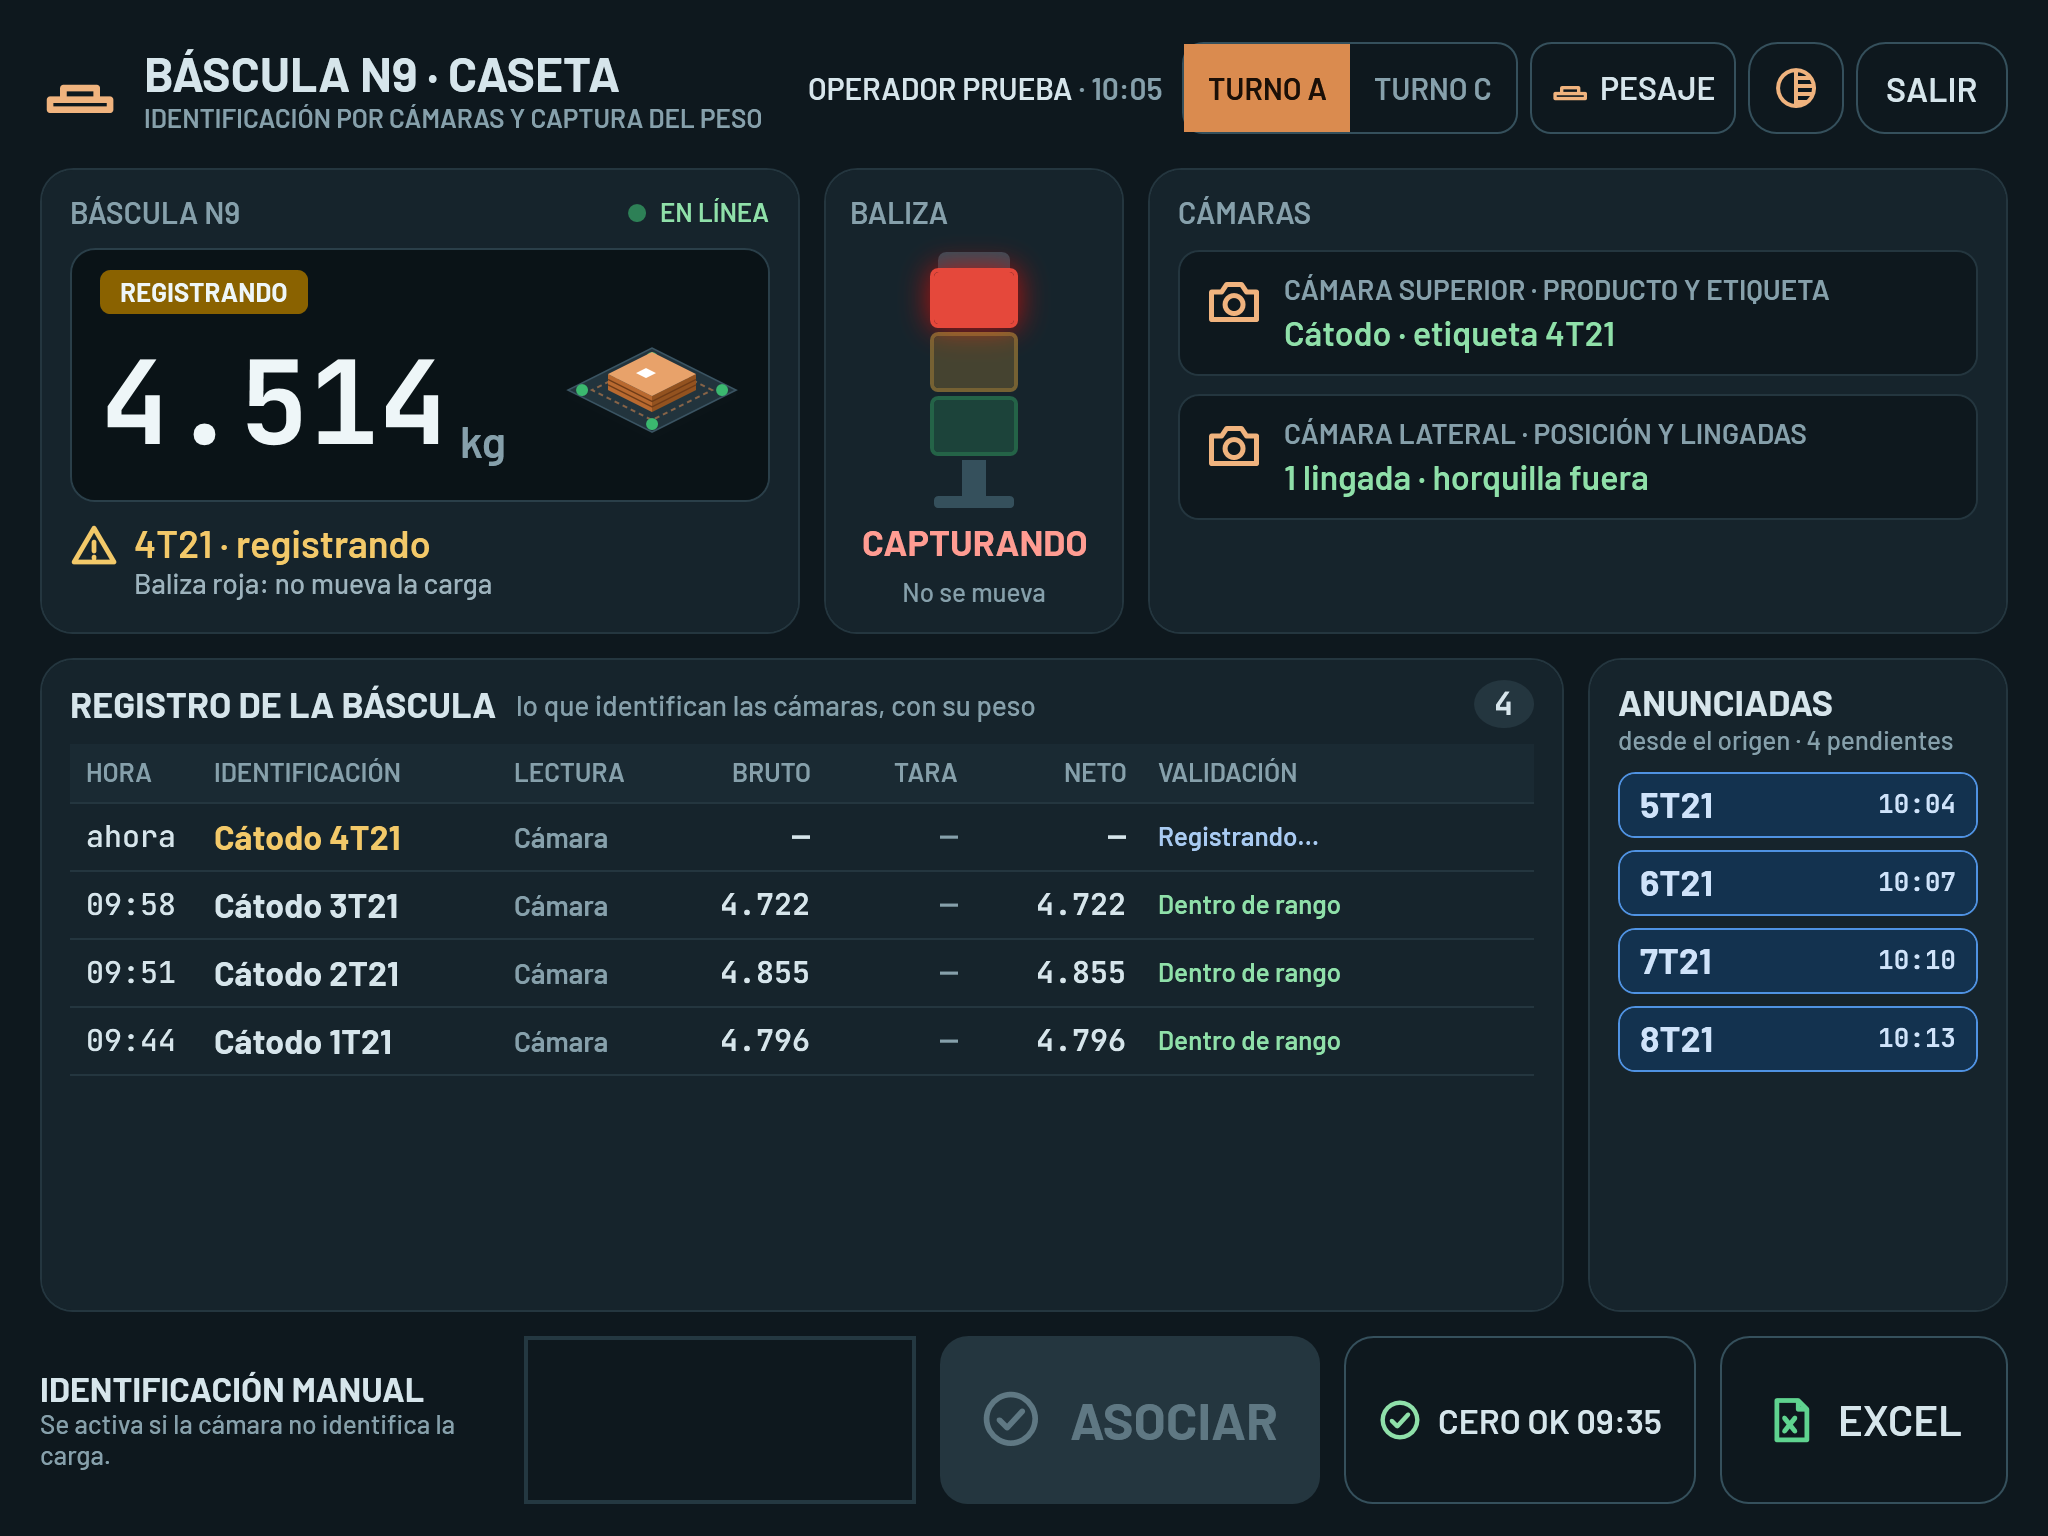 BÁSCULA N9 · CASETA
IDENTIFICACIÓN POR CÁMARAS Y CAPTURA DEL PESO
OPERADOR PRUEBA · 10:05
TURNO A
TURNO C
PESAJE
SALIR
BÁSCULA N9
EN LÍNEA
REGISTRANDO
4.514 kg
4T21 · registrando
Baliza roja: no mueva la carga
BALIZA
CAPTURANDO
No se mueva
CÁMARAS
CÁMARA SUPERIOR · PRODUCTO Y ETIQUETA
Cátodo · etiqueta 4T21
CÁMARA LATERAL · POSICIÓN Y LINGADAS
1 lingada · horquilla fuera
REGISTRO DE LA BÁSCULA lo que identifican las cámaras, con su peso 4
HORA IDENTIFICACIÓN LECTURA BRUTO TARA NETO VALIDACIÓN
ahora Cátodo 4T21 Cámara — — — Registrando...
09:58 Cátodo 3T21 Cámara 4.722 — 4.722 Dentro de rango
09:51 Cátodo 2T21 Cámara 4.855 — 4.855 Dentro de rango
09:44 Cátodo 1T21 Cámara 4.796 — 4.796 Dentro de rango
ANUNCIADAS
desde el origen · 4 pendientes
5T21 10:04
6T21 10:07
7T21 10:10
8T21 10:13
IDENTIFICACIÓN MANUAL
Se activa si la cámara no identifica la
carga.
ASOCIAR
CERO OK 09:35
EXCEL